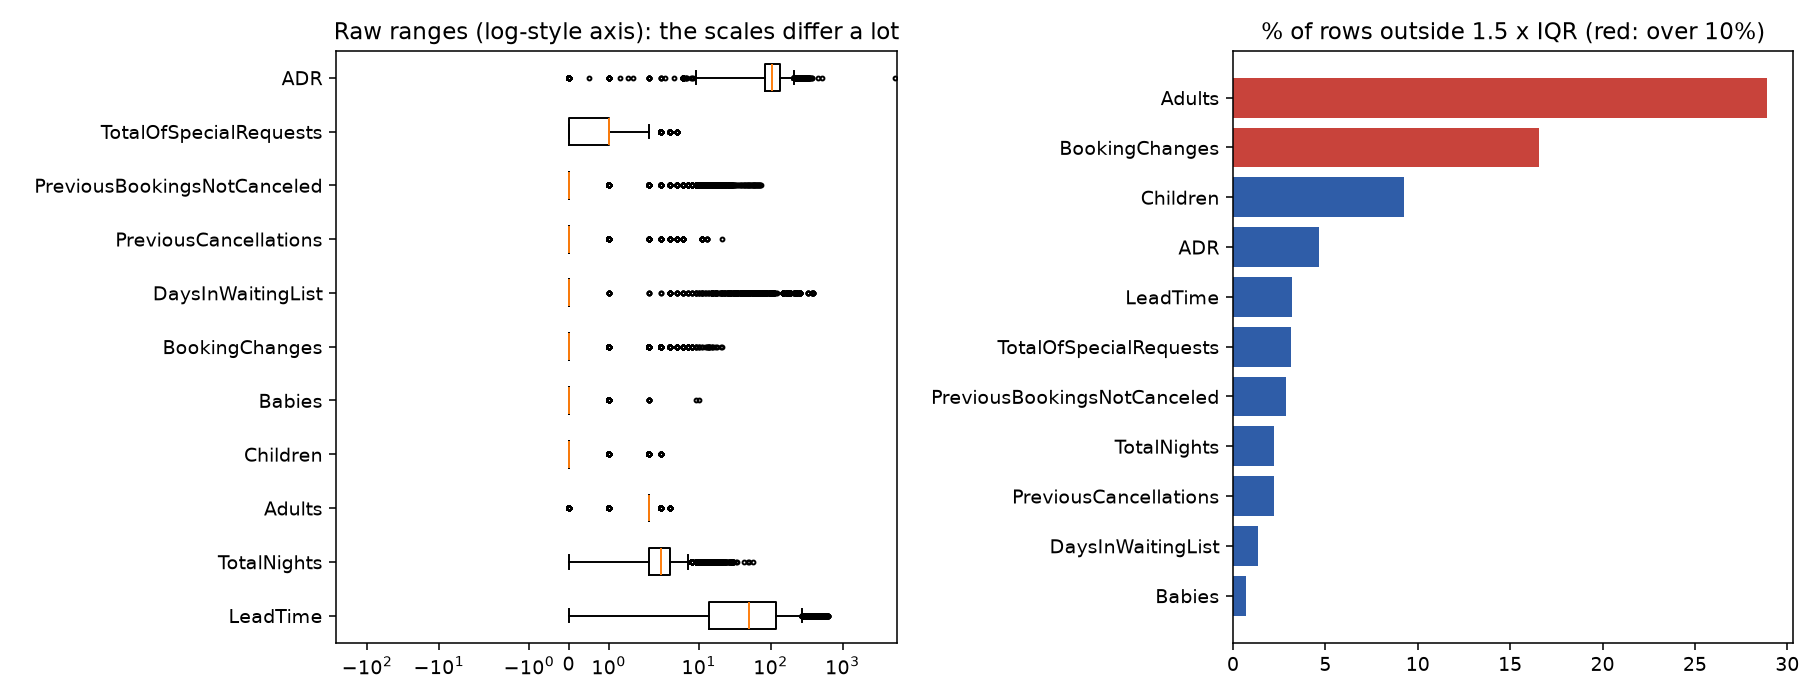 Raw ranges (log-style axis): the scales differ a lot
ADR
TotalOfSpecialRequests
PreviousBookingsNotCanceled
PreviousCancellations
DaysInWaitingList
BookingChanges
Babies
Children
Adults
TotalNights
LeadTime
−10² −10¹ −10⁰ 0 10⁰ 10¹ 10² 10³
% of rows outside 1.5 x IQR (red: over 10%)
Adults
BookingChanges
Children
ADR
LeadTime
TotalOfSpecialRequests
PreviousBookingsNotCanceled
TotalNights
PreviousCancellations
DaysInWaitingList
Babies
0 5 10 15 20 25 30